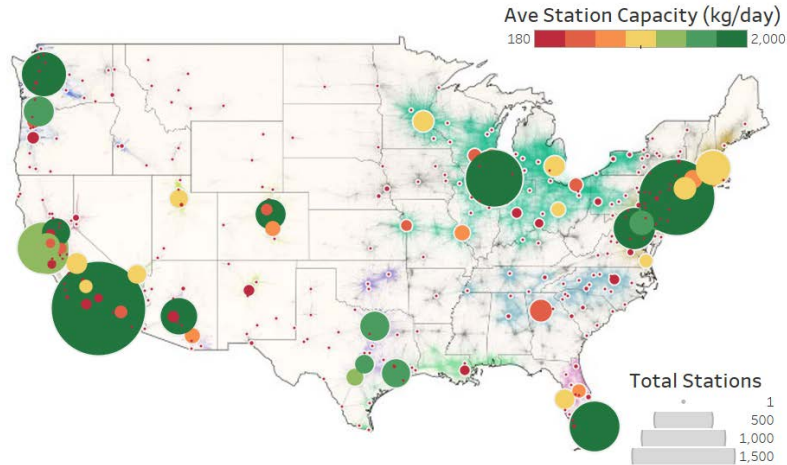 Ave Station Capacity (kg/day)
180 2,000
Total Stations
1
500
1,000
1,500